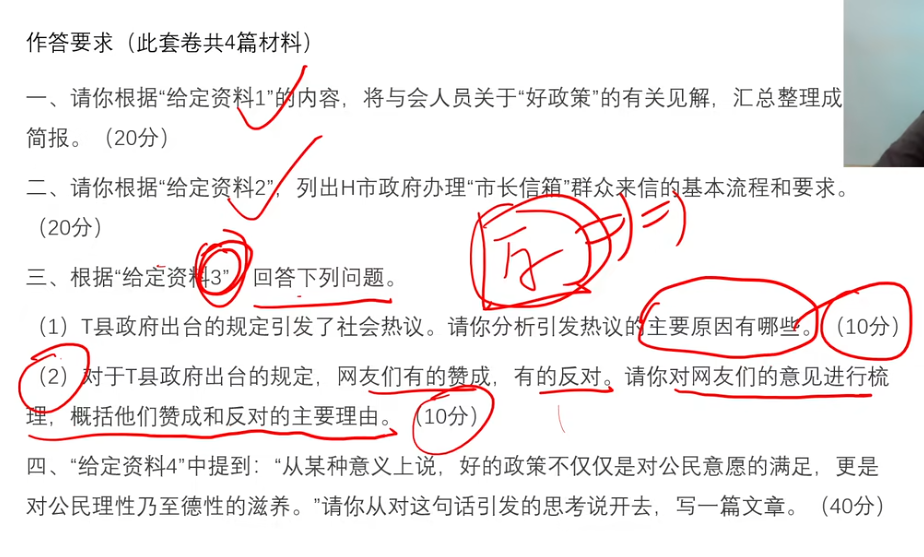 作答要求（此套卷共4篇材料）
一、请你根据“给定资料1”的内容，将与会人员关于“好政策”的有关见解，汇总整理成
简报。（20分）
二、请你根据“给定资料2”，列出H市政府办理“市长信箱”群众来信的基本流程和要求。
（20分）
三、根据“给定资料3”，回答下列问题。
（1）T县政府出台的规定引发了社会热议。请你分析引发热议的主要原因有哪些。（10分）
（2）对于T县政府出台的规定，网友们有的赞成，有的反对。请你对网友们的意见进行梳
理，概括他们赞成和反对的主要理由。（10分）
四、“给定资料4”中提到：“从某种意义上说，好的政策不仅仅是对公民意愿的满足，更是
对公民理性乃至德性的滋养。”请你从对这句话引发的思考说开去，写一篇文章。（40分）